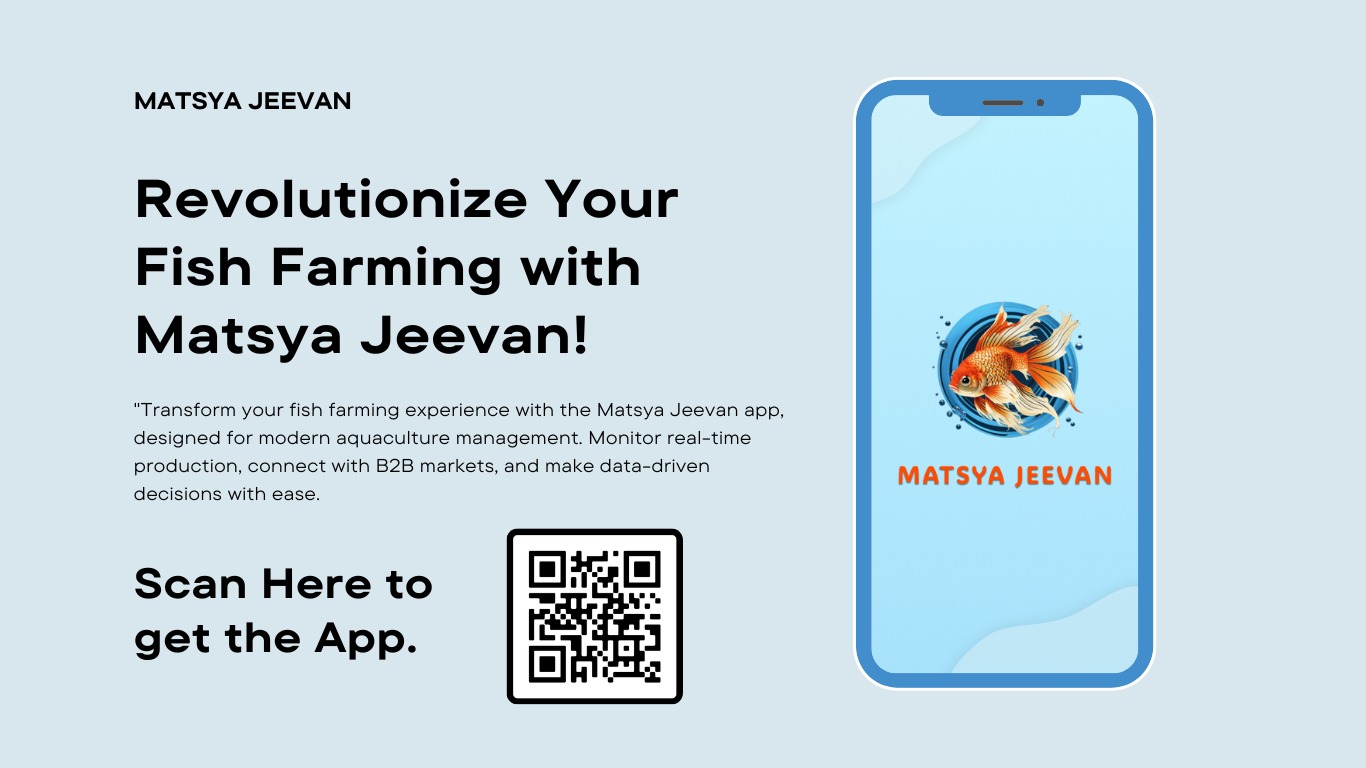 MATSYA JEEVAN
Revolutionize Your
Fish Farming with
Matsya Jeevan!
"Transform your fish farming experience with the Matsya Jeevan app,
designed for modern aquaculture management. Monitor real-time
production, connect with B2B markets, and make data-driven
decisions with ease.
Scan Here to
get the App.
MATSYA JEEVAN